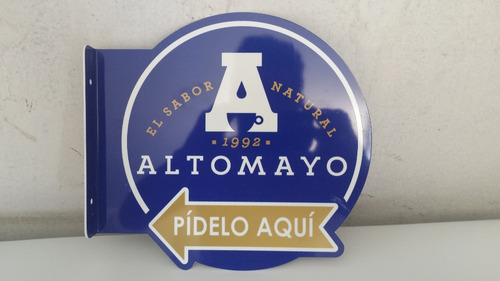 EL SABOR NATURAL
A
1992
ALTOMAYO
PÍDELO AQUÍ